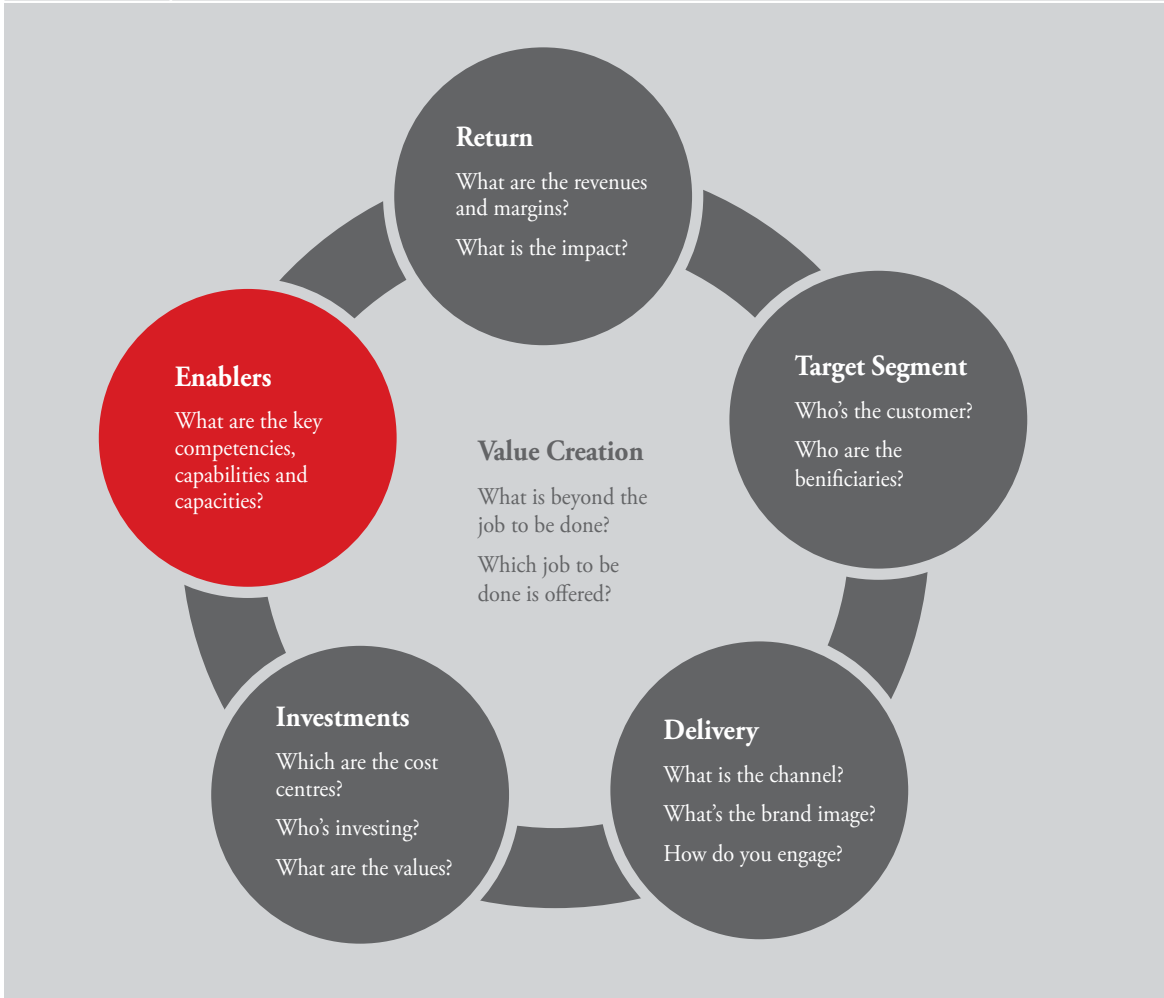 Return
What are the revenues
and margins?
What is the impact?
Target Segment
Who's the customer?
Who are the
benificiaries?
Delivery
What is the channel?
What's the brand image?
How do you engage?
Investments
Which are the cost
centres?
Who's investing?
What are the values?
Enablers
What are the key
competencies,
capabilities and
capacities?
Value Creation
What is beyond the
job to be done?
Which job to be
done is offered?